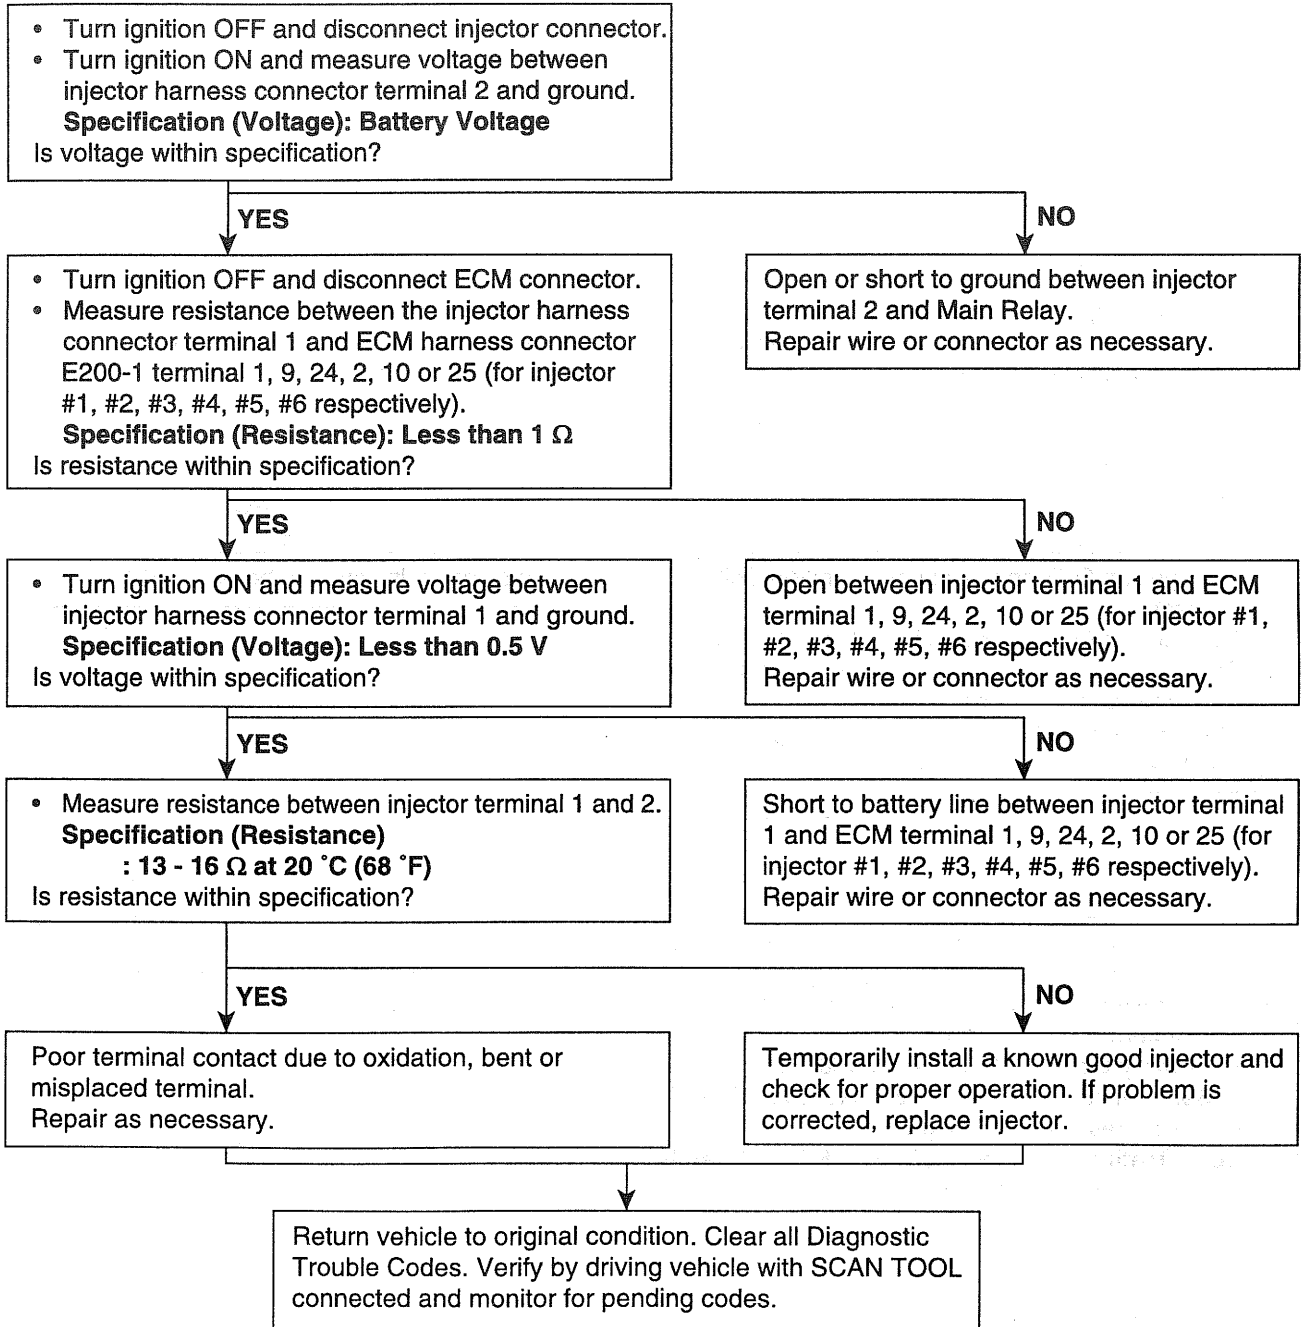 • Turn ignition OFF and disconnect injector connector.
• Turn ignition ON and measure voltage between
injector harness connector terminal 2 and ground.
Specification (Voltage): Battery Voltage
Is voltage within specification?
YES
NO
• Turn ignition OFF and disconnect ECM connector.
• Measure resistance between the injector harness
connector terminal 1 and ECM harness connector
E200-1 terminal 1, 9, 24, 2, 10 or 25 (for injector
#1, #2, #3, #4, #5, #6 respectively).
Specification (Resistance): Less than 1 Ω
Is resistance within specification?
Open or short to ground between injector
terminal 2 and Main Relay.
Repair wire or connector as necessary.
YES
NO
• Turn ignition ON and measure voltage between
injector harness connector terminal 1 and ground.
Specification (Voltage): Less than 0.5 V
Is voltage within specification?
Open between injector terminal 1 and ECM
terminal 1, 9, 24, 2, 10 or 25 (for injector #1,
#2, #3, #4, #5, #6 respectively).
Repair wire or connector as necessary.
YES
NO
• Measure resistance between injector terminal 1 and 2.
Specification (Resistance)
: 13 - 16 Ω at 20 ˚C (68 ˚F)
Is resistance within specification?
Short to battery line between injector terminal
1 and ECM terminal 1, 9, 24, 2, 10 or 25 (for
injector #1, #2, #3, #4, #5, #6 respectively).
Repair wire or connector as necessary.
YES
NO
Poor terminal contact due to oxidation, bent or
misplaced terminal.
Repair as necessary.
Temporarily install a known good injector and
check for proper operation. If problem is
corrected, replace injector.
Return vehicle to original condition. Clear all Diagnostic
Trouble Codes. Verify by driving vehicle with SCAN TOOL
connected and monitor for pending codes.